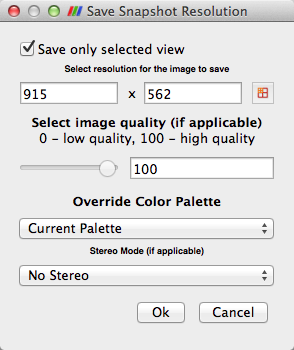 Save Snapshot Resolution
Save only selected view
Select resolution for the image to save
915 x 562
Select image quality (if applicable)
0 - low quality, 100 - high quality
100
Override Color Palette
Current Palette
Stereo Mode (if applicable)
No Stereo
Ok Cancel